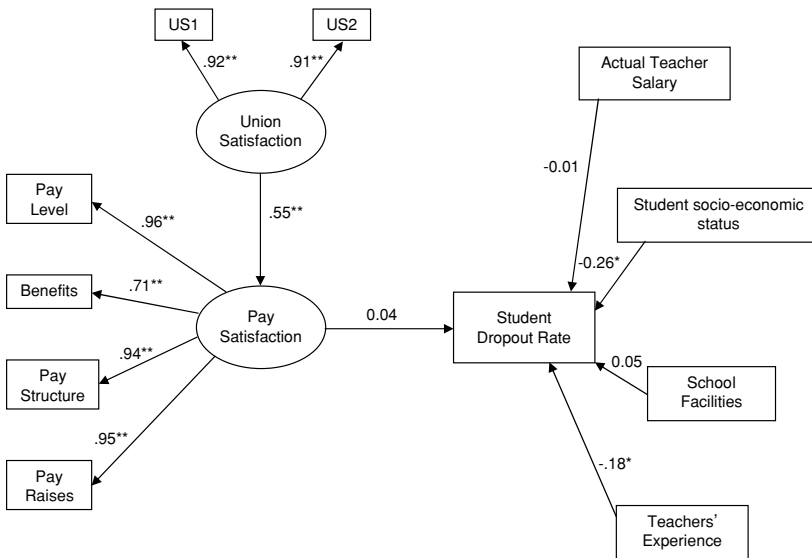 US1
US2
.92**
.91**
Union
Satisfaction
Actual Teacher
Salary
-0.01
Pay
Level
.96**
.55**
Student socio-economic
status
-0.26*
Benefits
.71**
Pay
Satisfaction
0.04
Student
Dropout Rate
.94**
Pay
Structure
0.05
School
Facilities
.95**
Pay
Raises
-.18*
Teachers’
Experience